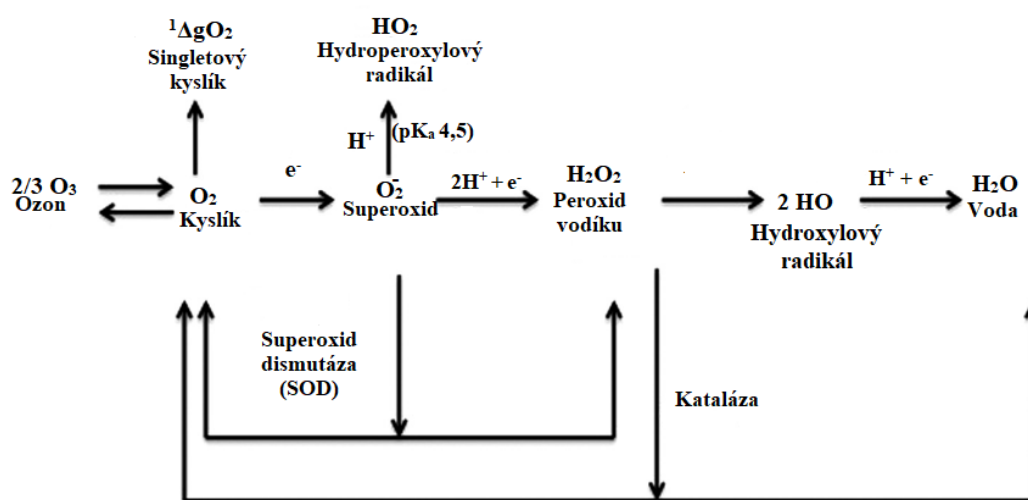 ¹ΔgO₂
Singletový
kyslík
HO₂
Hydroperoxylový
radikál
H⁺
(pKₐ 4,5)
2/3 O₃
Ozon
O₂
Kyslík
e⁻
O₂⁻
Superoxid
2H⁺ + e⁻
H₂O₂
Peroxid
vodíku
2 HO
Hydroxylový
radikál
H⁺ + e⁻
H₂O
Voda
Superoxid
dismutáza
(SOD)
Kataláza